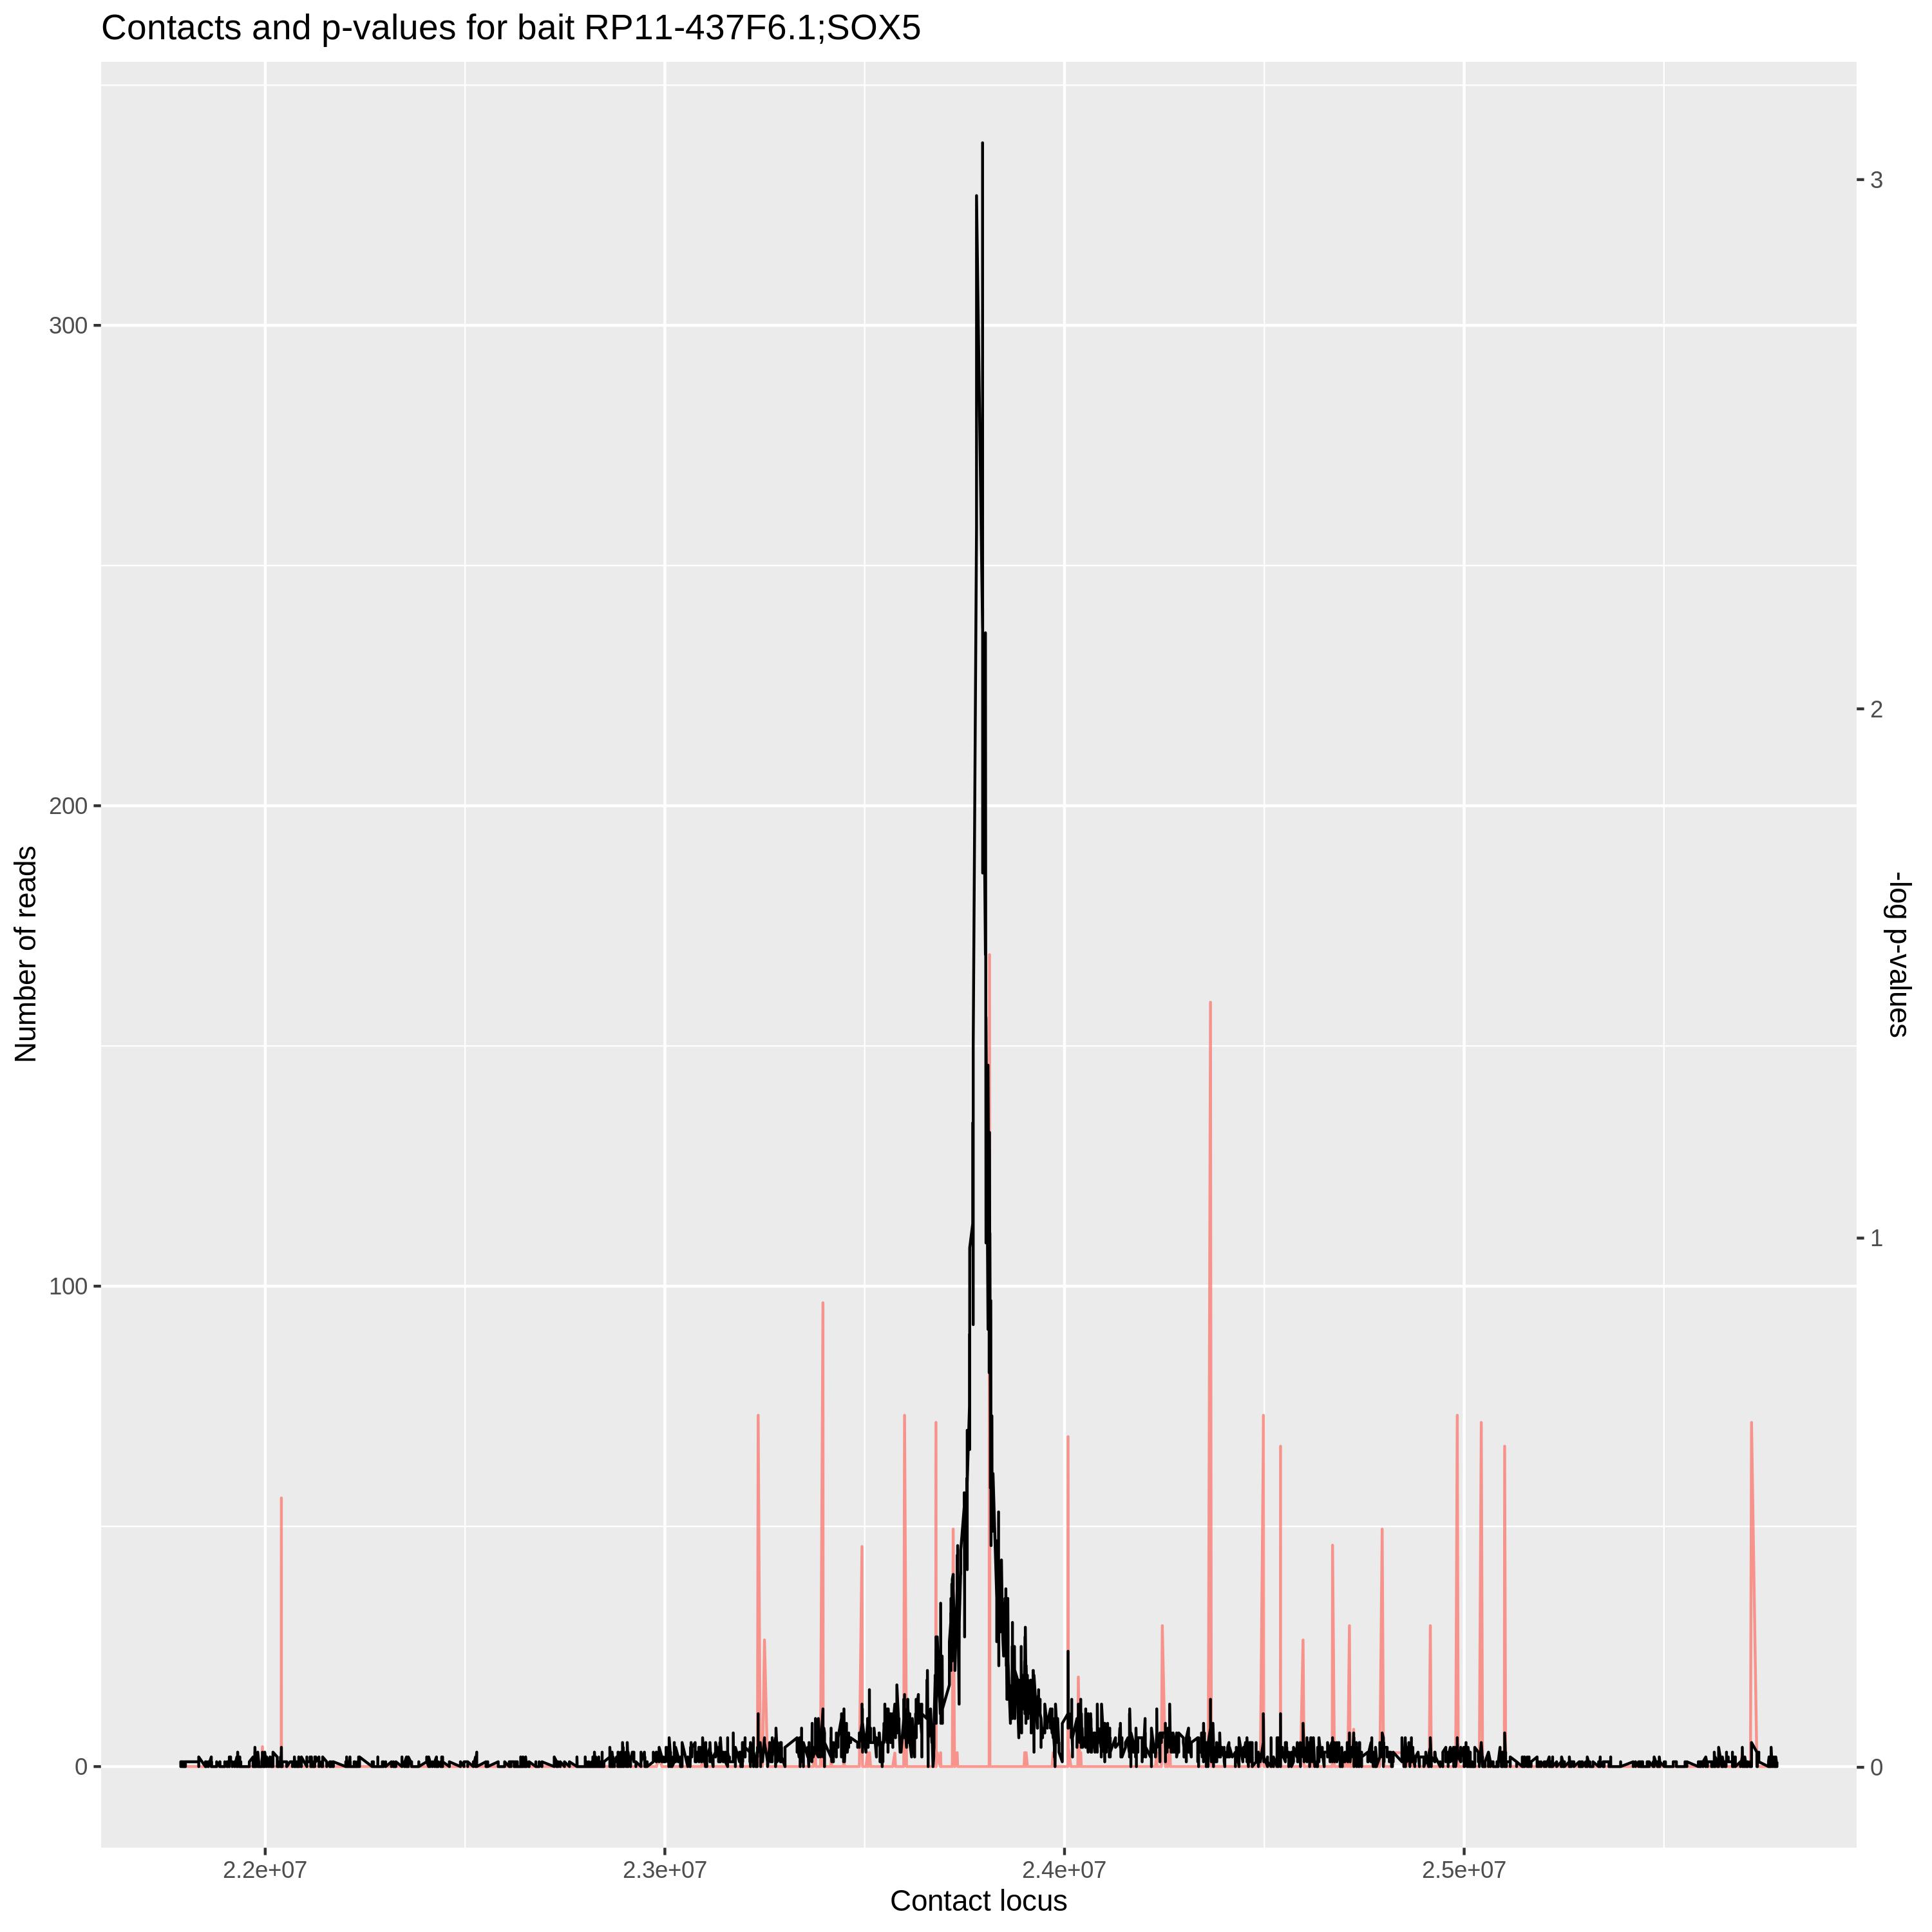 Contacts and p-values for bait RP11-437F6.1;SOX5
Number of reads
300
200
100
0
3
2
1
0
-log p-values
2.2e+07 2.3e+07 2.4e+07 2.5e+07
Contact locus